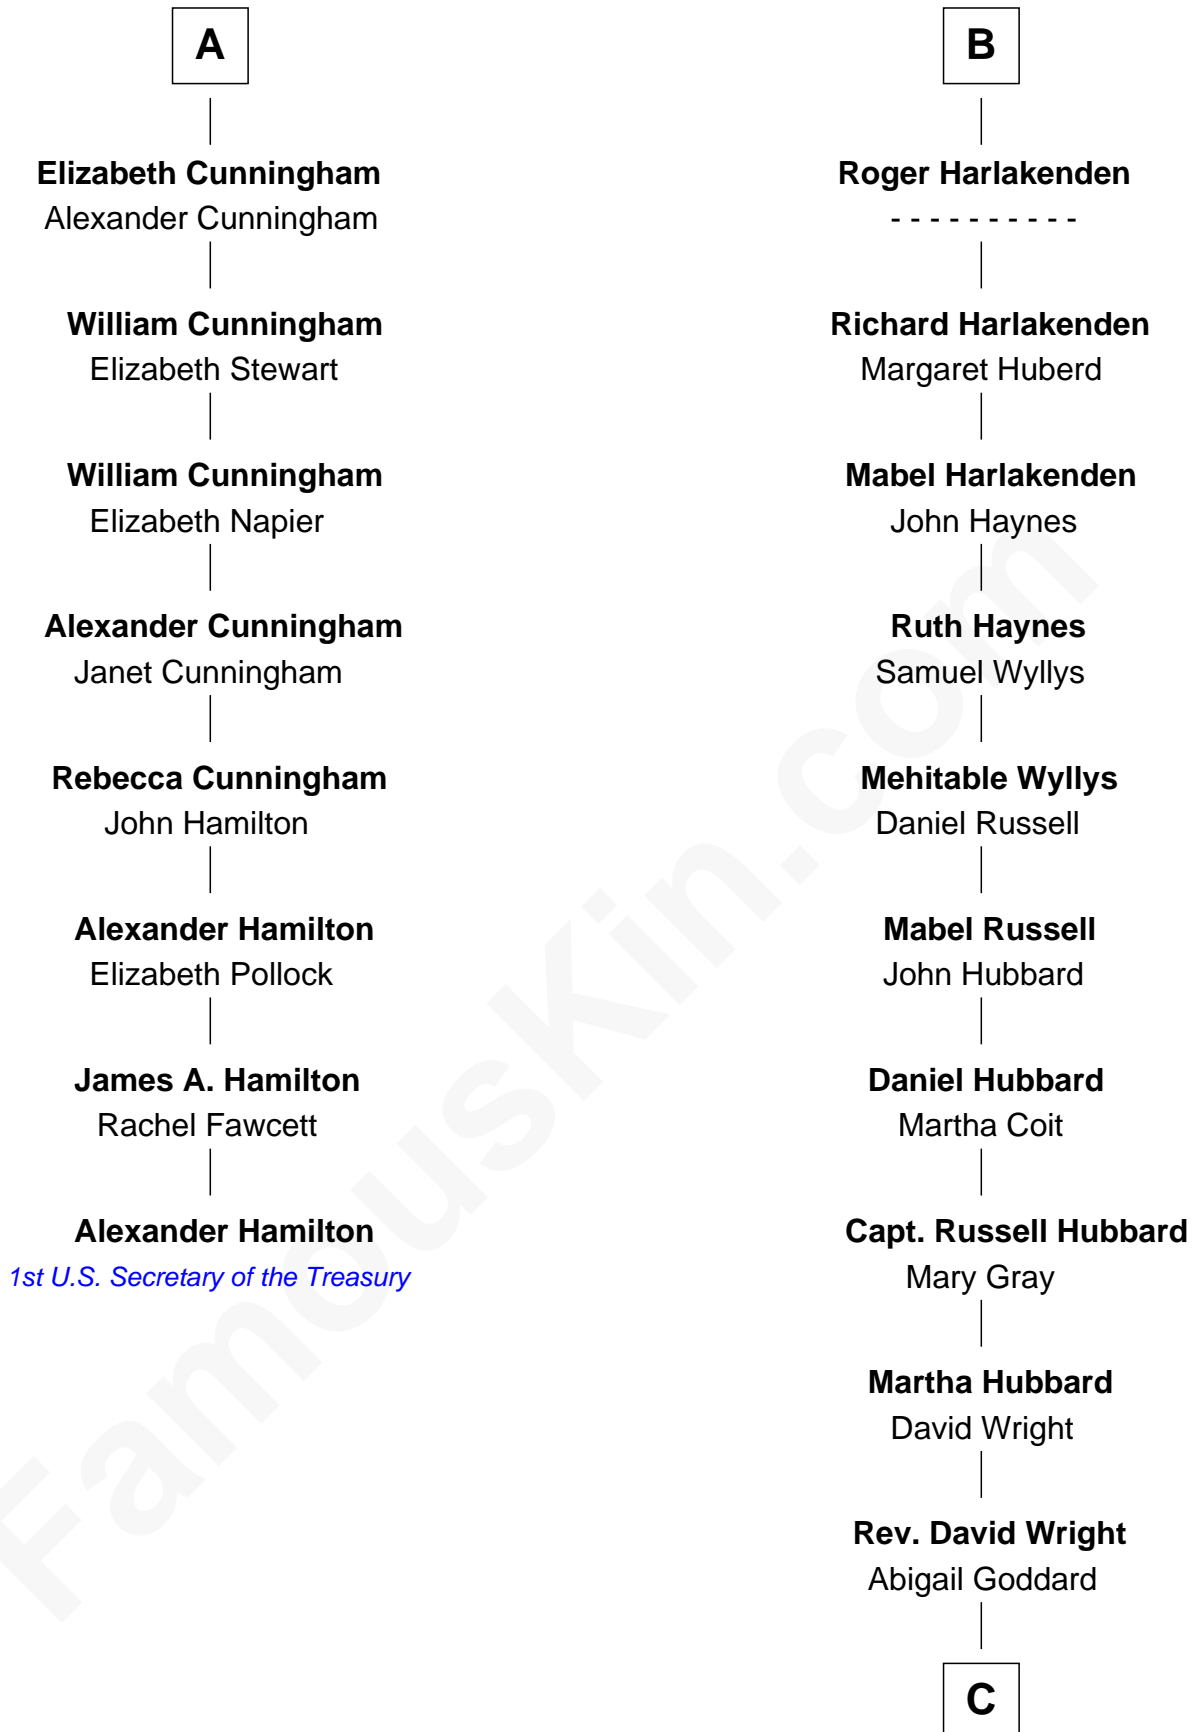 A
Elizabeth Cunningham
Alexander Cunningham
William Cunningham
Elizabeth Stewart
William Cunningham
Elizabeth Napier
Alexander Cunningham
Janet Cunningham
Rebecca Cunningham
John Hamilton
Alexander Hamilton
Elizabeth Pollock
James A. Hamilton
Rachel Fawcett
Alexander Hamilton
1st U.S. Secretary of the Treasury
B
Roger Harlakenden
- - - - - - - - - -
Richard Harlakenden
Margaret Huberd
Mabel Harlakenden
John Haynes
Ruth Haynes
Samuel Wyllys
Mehitable Wyllys
Daniel Russell
Mabel Russell
John Hubbard
Daniel Hubbard
Martha Coit
Capt. Russell Hubbard
Mary Gray
Martha Hubbard
David Wright
Rev. David Wright
Abigail Goddard
C
FamousKin.com